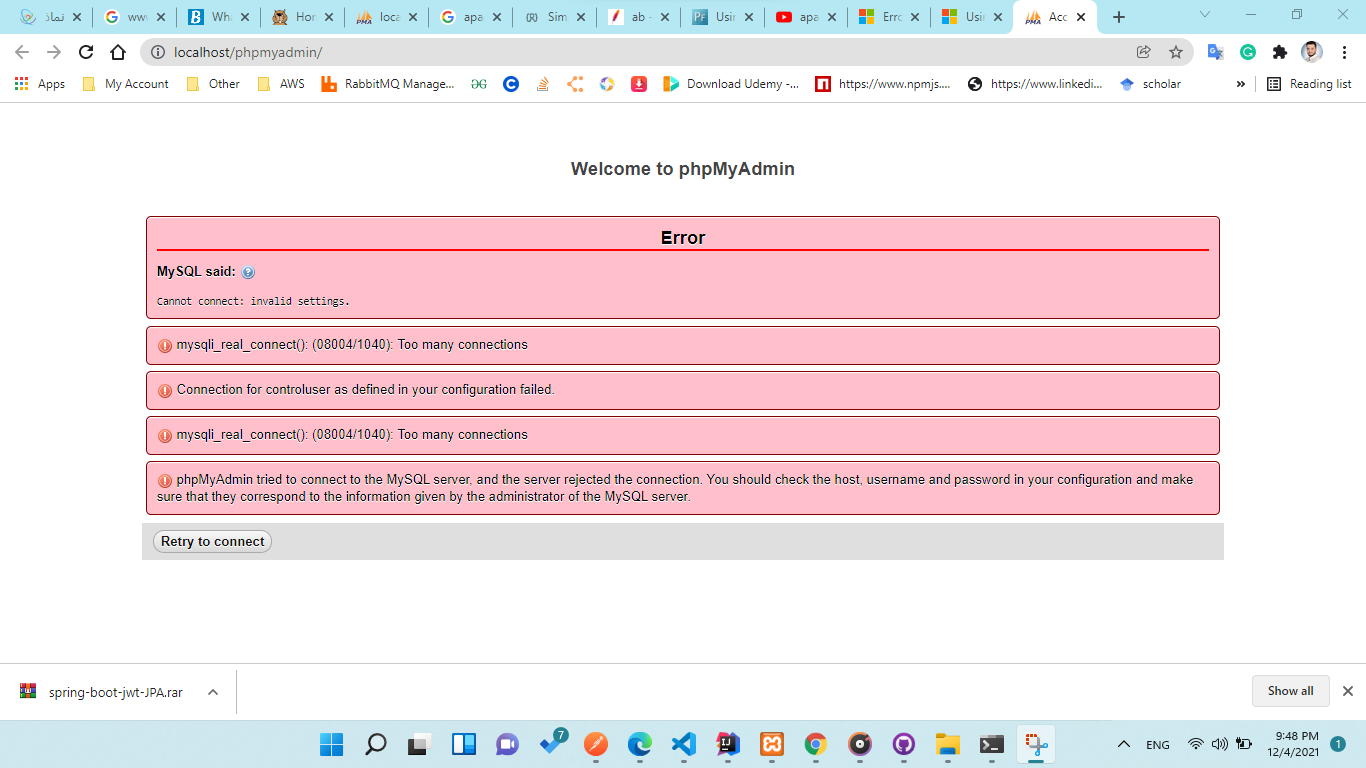 نماذ
www
Wha
Hor
loca
apa
Sim
ab -
Usin
apa
Erro
Usin
Acc
localhost/phpmyadmin/
Apps
My Account
Other
AWS
RabbitMQ Manage...
Download Udemy -...
https://www.npmjs....
https://www.linkedi...
scholar
»
Reading list
Welcome to phpMyAdmin
Error
MySQL said:
Cannot connect: invalid settings.
mysqli_real_connect(): (08004/1040): Too many connections
Connection for controluser as defined in your configuration failed.
mysqli_real_connect(): (08004/1040): Too many connections
phpMyAdmin tried to connect to the MySQL server, and the server rejected the connection. You should check the host, username and password in your configuration and make
sure that they correspond to the information given by the administrator of the MySQL server.
Retry to connect
spring-boot-jwt-JPA.rar
Show all
7
ENG
9:48 PM
12/4/2021
1